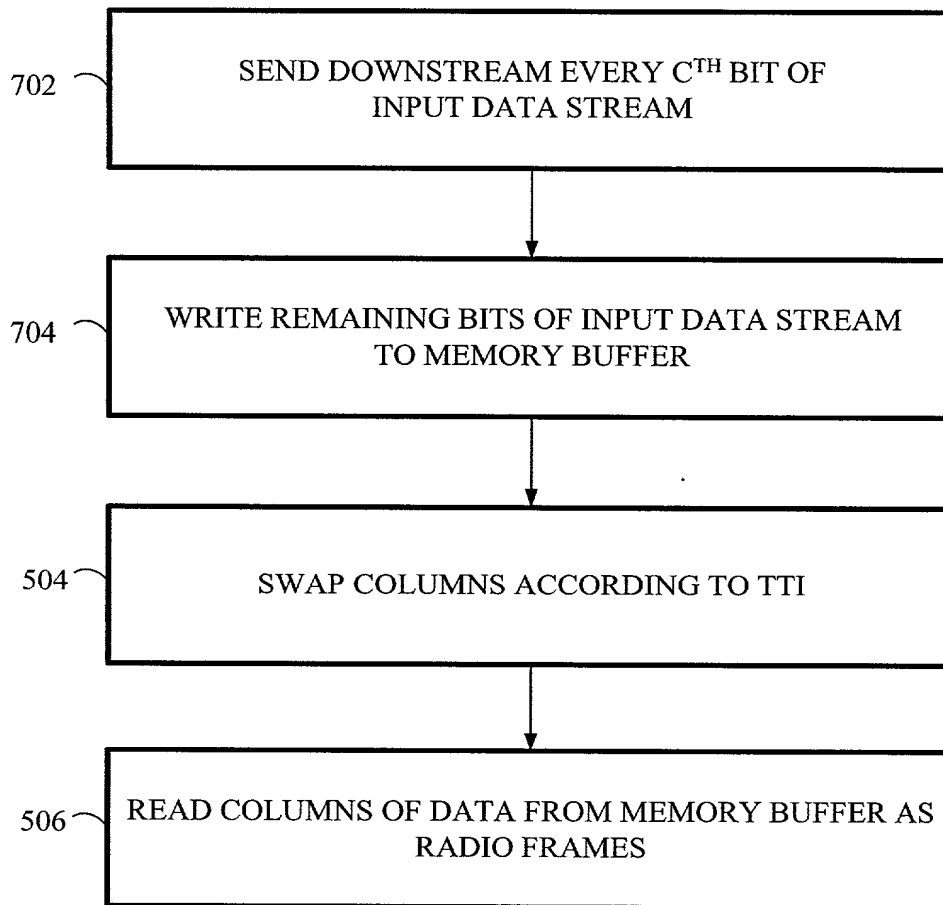 702
SEND DOWNSTREAM EVERY CTH BIT OF
INPUT DATA STREAM
704
WRITE REMAINING BITS OF INPUT DATA STREAM
TO MEMORY BUFFER
504
SWAP COLUMNS ACCORDING TO TTI
506
READ COLUMNS OF DATA FROM MEMORY BUFFER AS
RADIO FRAMES